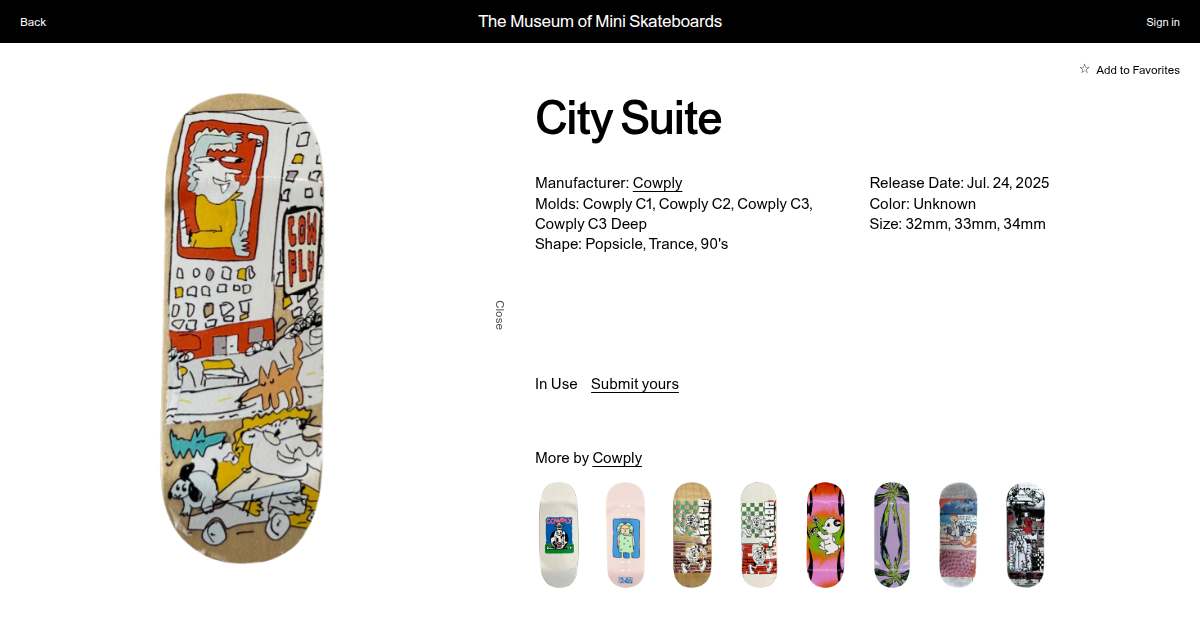 Back
The Museum of Mini Skateboards
Sign in
☆ Add to Favorites
City Suite
Manufacturer: Cowply
Molds: Cowply C1, Cowply C2, Cowply C3,
Cowply C3 Deep
Shape: Popsicle, Trance, 90's
Release Date: Jul. 24, 2025
Color: Unknown
Size: 32mm, 33mm, 34mm
COW
PLY
Close
In Use
Submit yours
More by Cowply
COWPLY